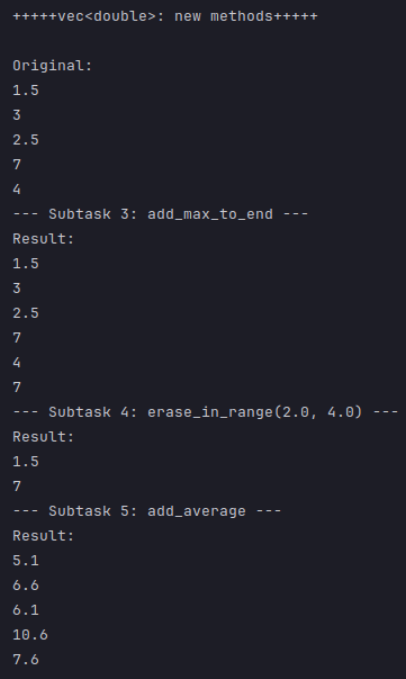 +++++vec<double>: new methods+++++
Original:
1.5
3
2.5
7
4
--- Subtask 3: add_max_to_end ---
Result:
1.5
3
2.5
7
4
7
--- Subtask 4: erase_in_range(2.0, 4.0) ---
Result:
1.5
7
--- Subtask 5: add_average ---
Result:
5.1
6.6
6.1
10.6
7.6